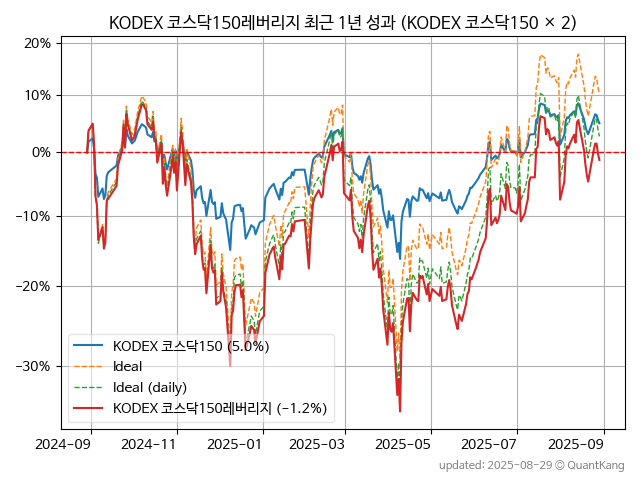 KODEX 코스닥150레버리지 최근 1년 성과 (KODEX 코스닥150 × 2)
20%
10%
0%
−10%
−20%
−30%
KODEX 코스닥150 (5.0%)
Ideal
Ideal (daily)
KODEX 코스닥150레버리지 (−1.2%)
2024-09 2024-11 2025-01 2025-03 2025-05 2025-07 2025-09
updated: 2025-08-29 © QuantKang